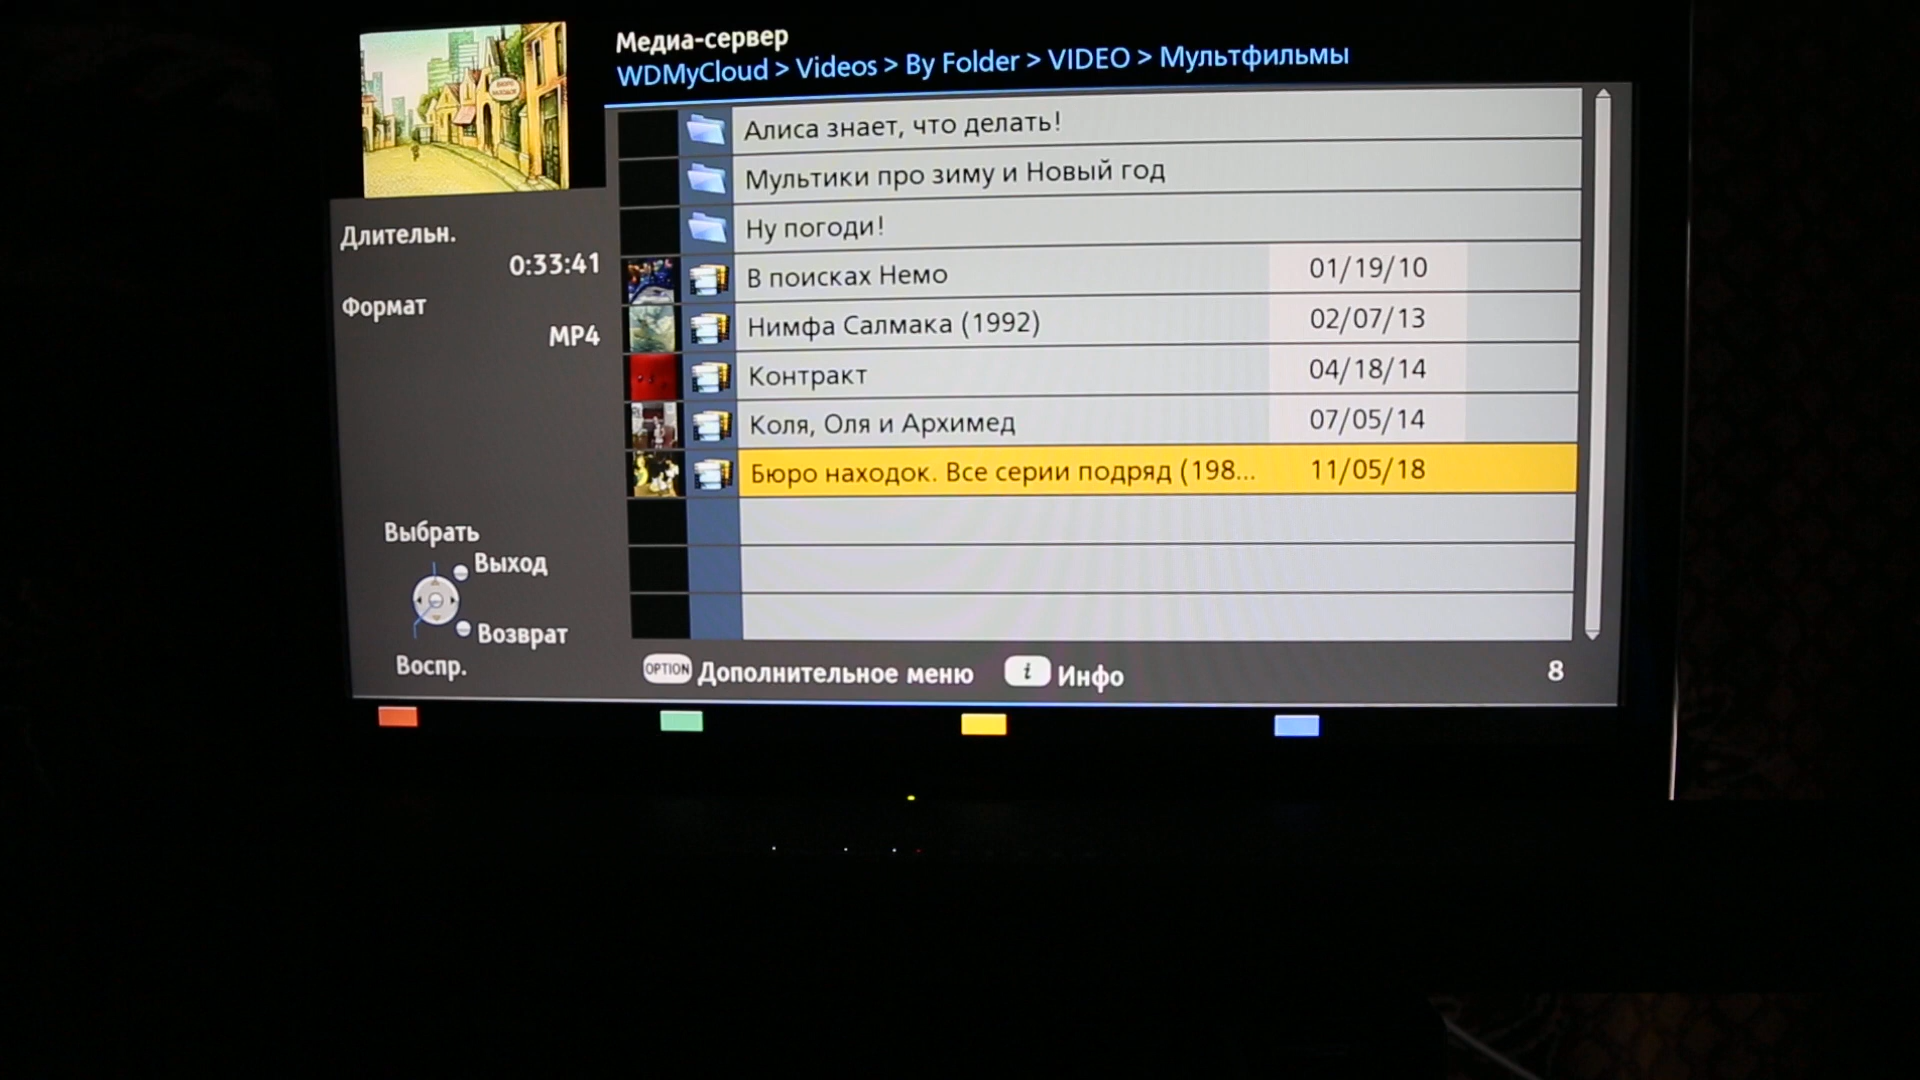 Медиа-сервер
WDMyCloud > Videos > By Folder > VIDEO > Мультфильмы
БЮРО
НАХОДОК
Длительн.
0:33:41
Формат
MP4
Алиса знает, что делать!
Мультики про зиму и Новый год
Ну погоди!
В поисках Немо 01/19/10
Нимфа Салмака (1992) 02/07/13
Контракт 04/18/14
Коля, Оля и Архимед 07/05/14
Бюро находок. Все серии подряд (198... 11/05/18
Выбрать
Выход
Возврат
Воспр.
OPTION Дополнительное меню i Инфо 8